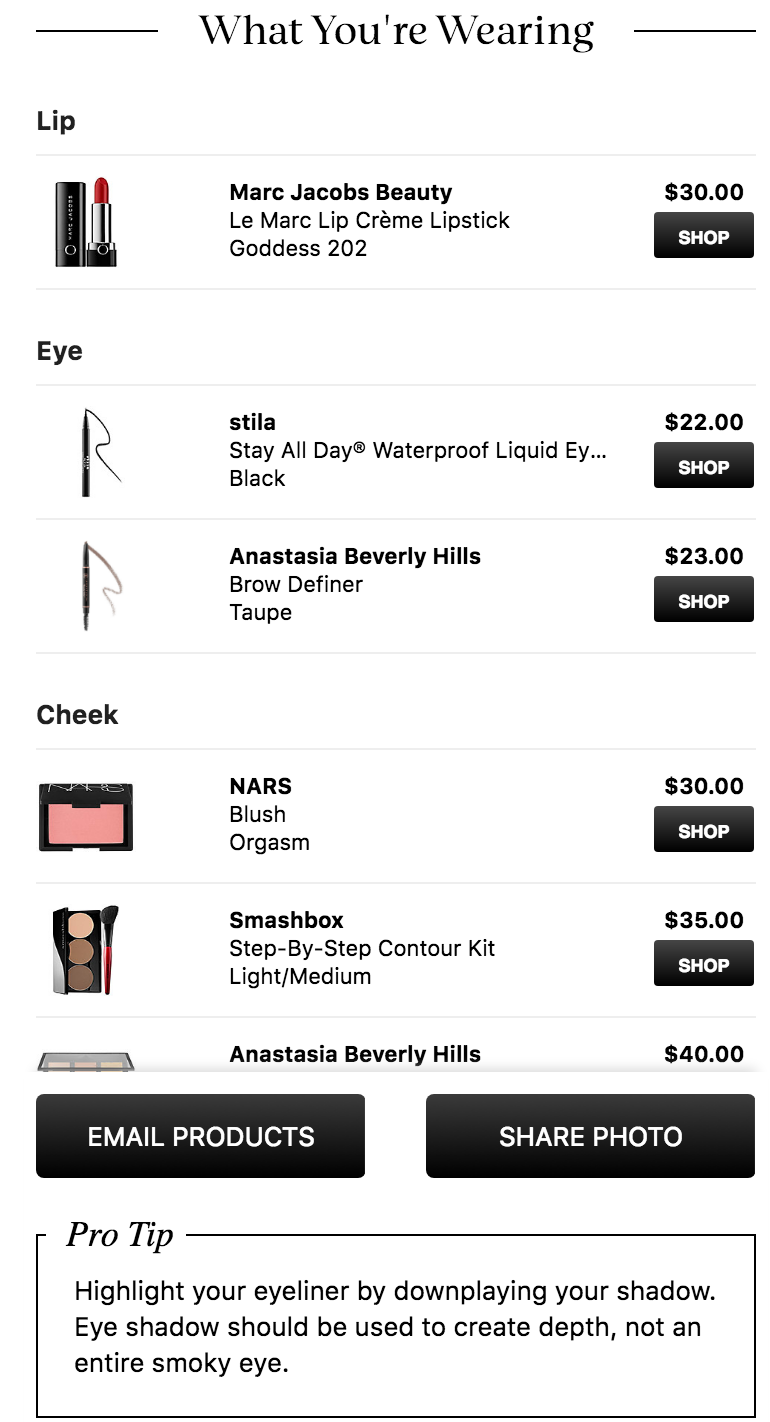 What You're Wearing
Lip
Marc Jacobs Beauty
$30.00
Le Marc Lip Crème Lipstick
Goddess 202
SHOP
Eye
stila
$22.00
Stay All Day® Waterproof Liquid Ey...
Black
SHOP
Anastasia Beverly Hills
$23.00
Brow Definer
Taupe
SHOP
Cheek
NARS
NARS
$30.00
Blush
Orgasm
SHOP
Smashbox
$35.00
Step-By-Step Contour Kit
Light/Medium
SHOP
Anastasia Beverly Hills
$40.00
EMAIL PRODUCTS
SHARE PHOTO
Pro Tip
Highlight your eyeliner by downplaying your shadow.
Eye shadow should be used to create depth, not an
entire smoky eye.